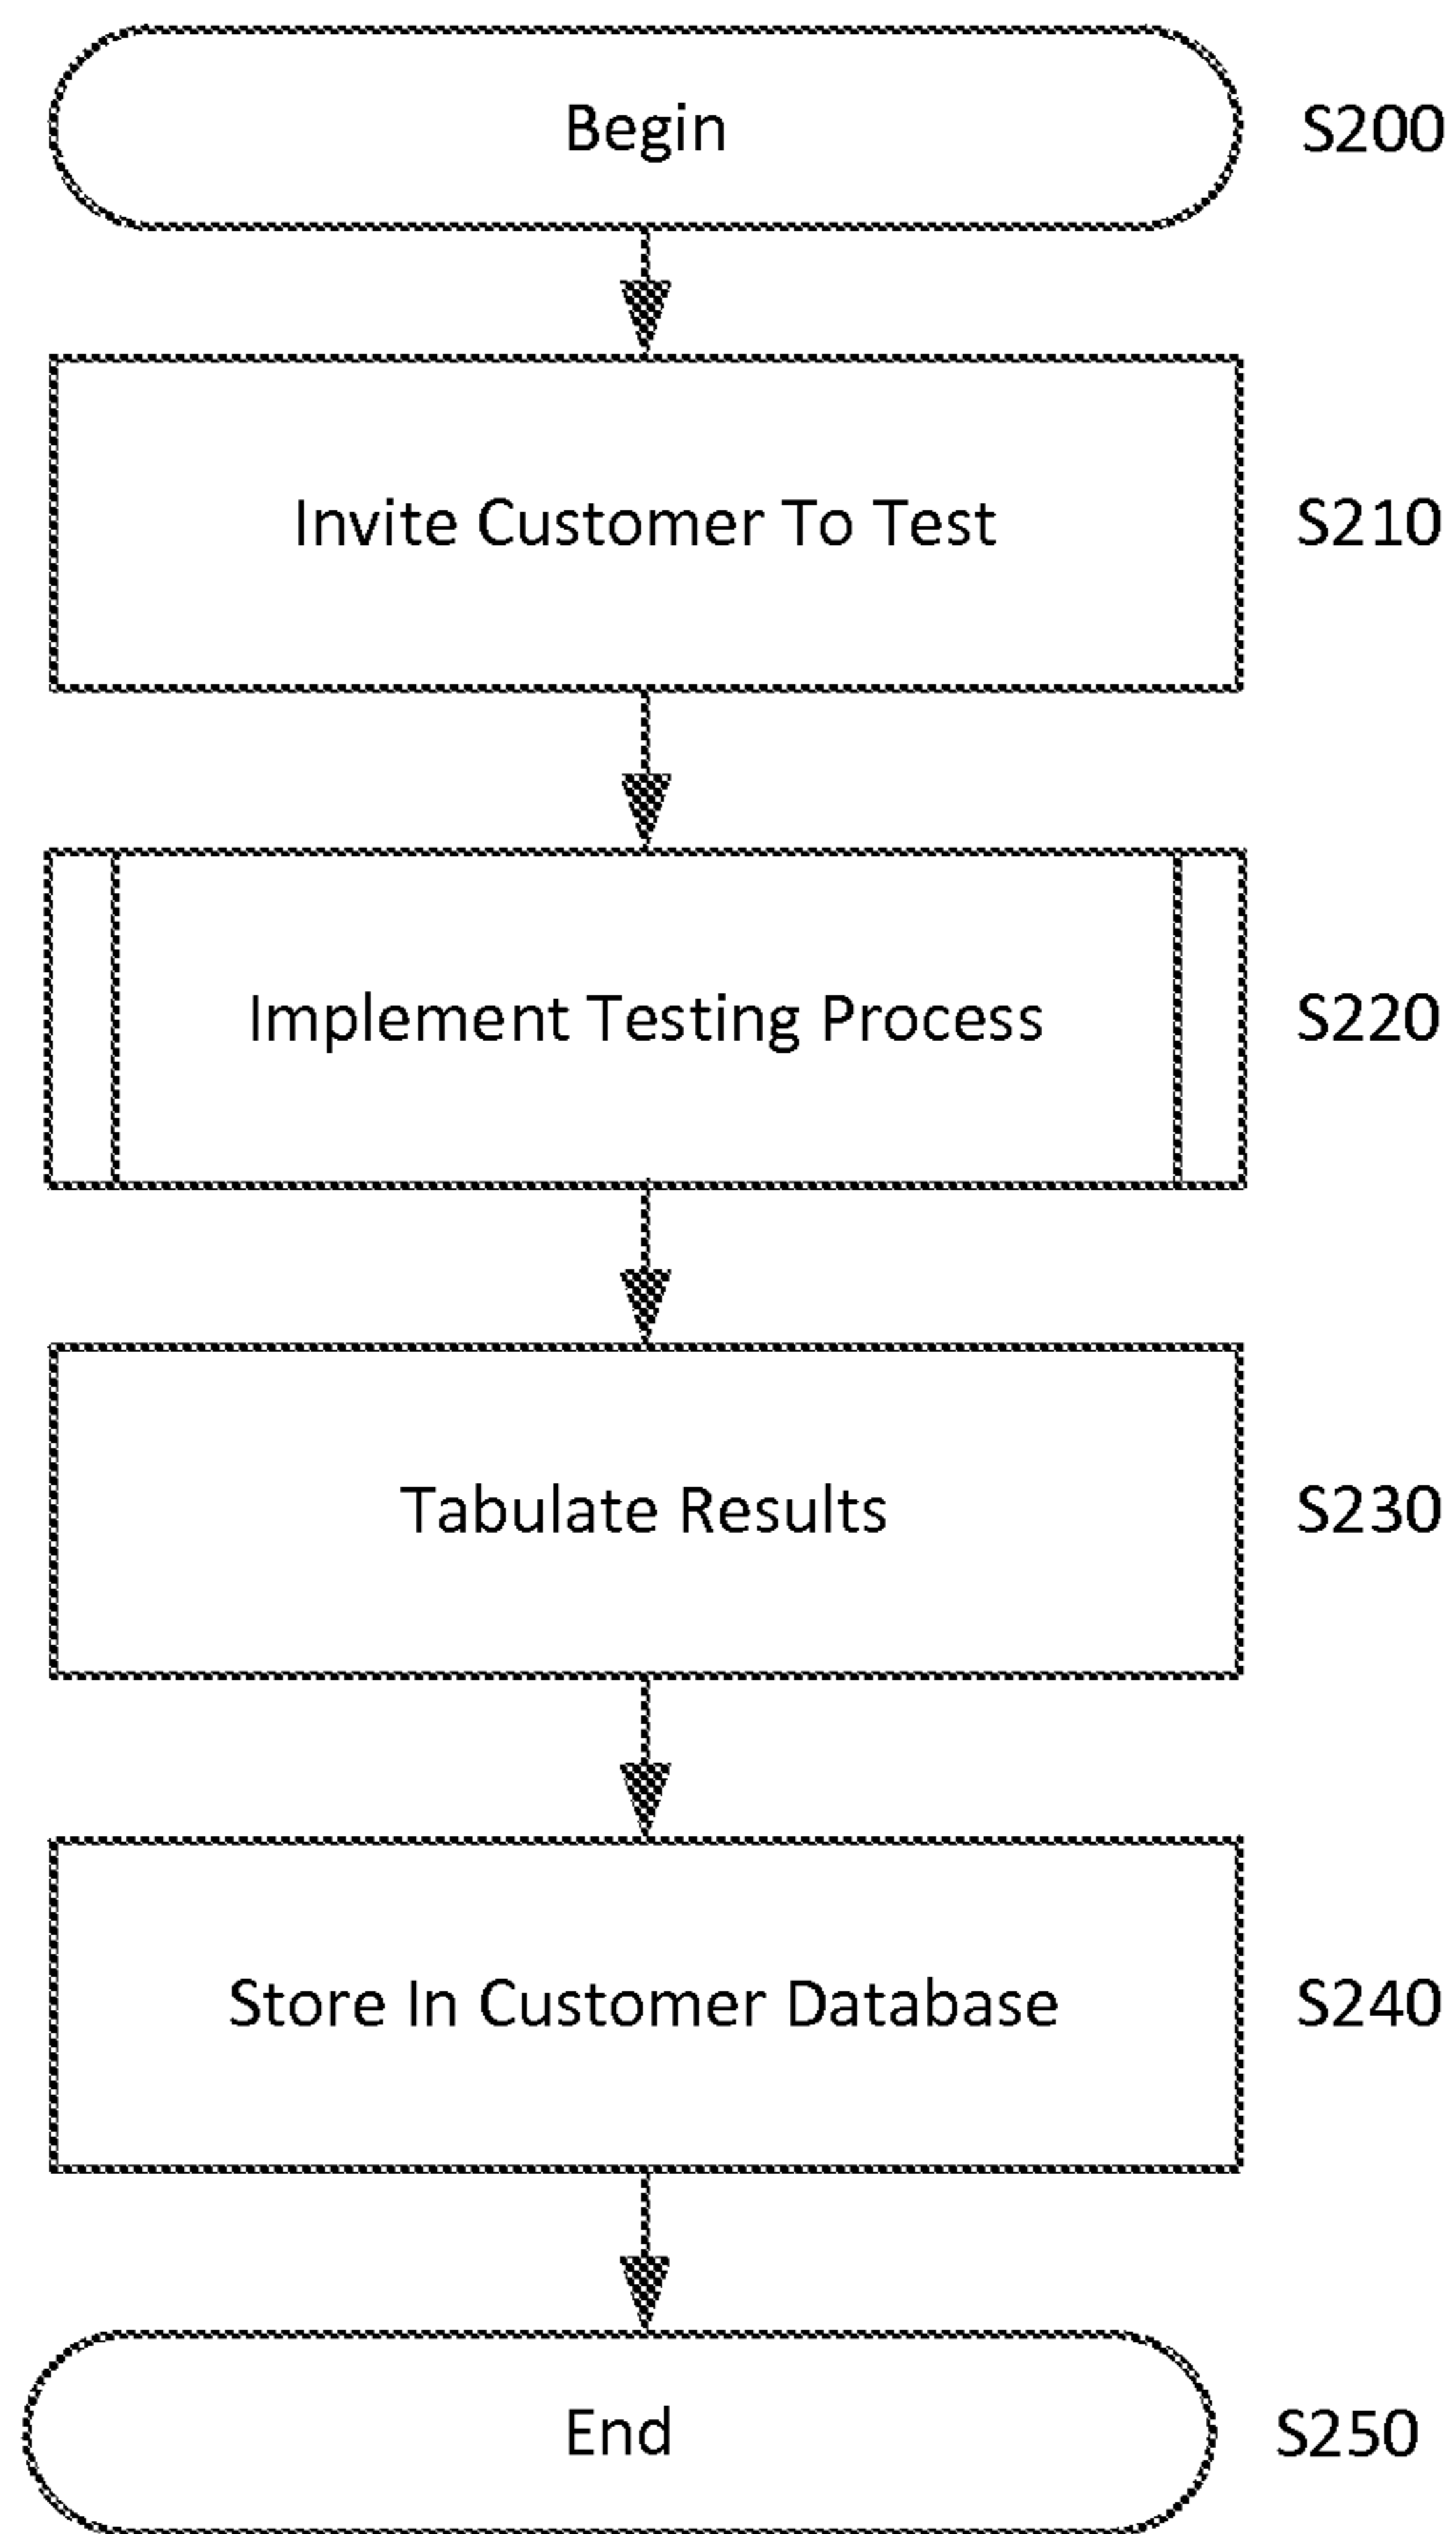 Begin S200
Invite Customer To Test S210
Implement Testing Process S220
Tabulate Results S230
Store In Customer Database S240
End S250